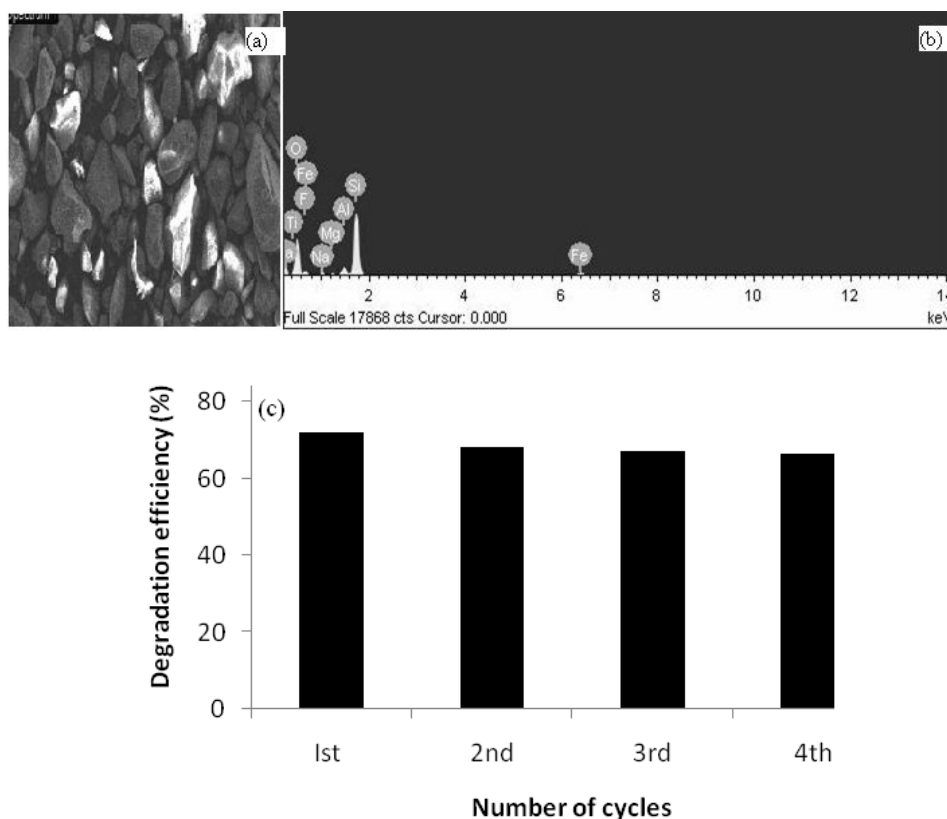 (a)
(b)
O
Fe
F
Si
Al
Ti
Mg
a
Na
Fe
2 4 6 8 10 12 14
Full Scale 17868 cts Cursor: 0.000
keV
(c)
Degradation efficiency (%)
80
60
40
20
0
Ist 2nd 3rd 4th
Number of cycles